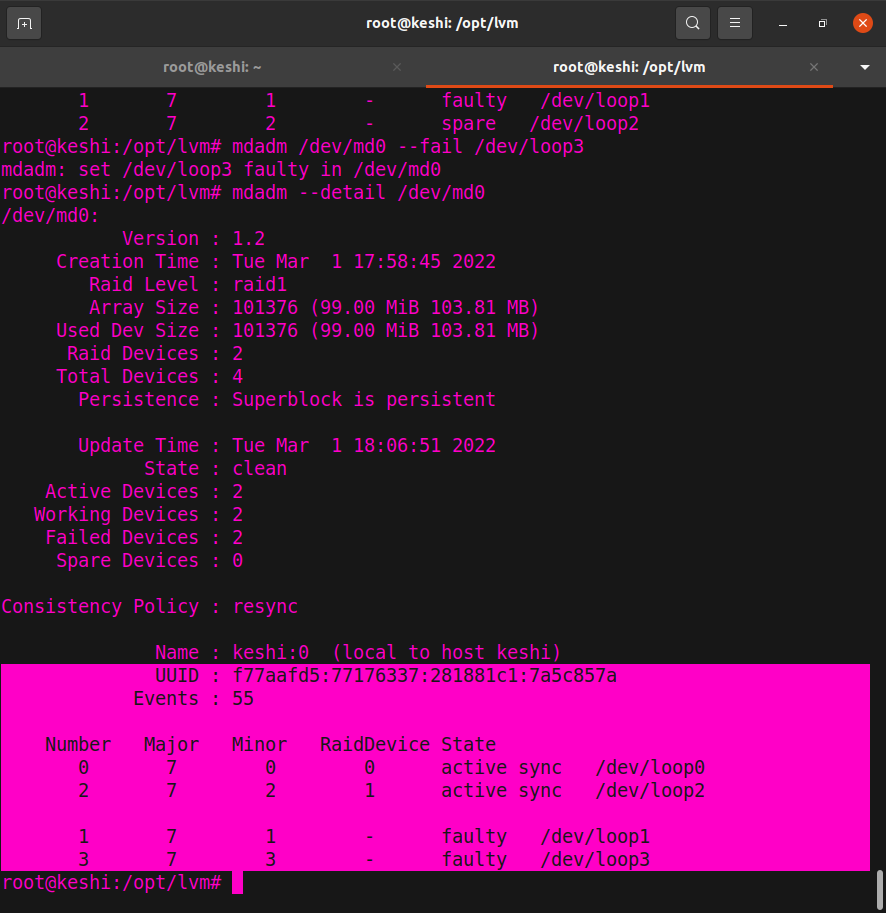 root@keshi: /opt/lvm
root@keshi: ~
root@keshi: /opt/lvm
1 7 1 - faulty /dev/loop1
2 7 2 - spare /dev/loop2
root@keshi:/opt/lvm# mdadm /dev/md0 --fail /dev/loop3
mdadm: set /dev/loop3 faulty in /dev/md0
root@keshi:/opt/lvm# mdadm --detail /dev/md0
/dev/md0:
Version : 1.2
Creation Time : Tue Mar  1 17:58:45 2022
Raid Level : raid1
Array Size : 101376 (99.00 MiB 103.81 MB)
Used Dev Size : 101376 (99.00 MiB 103.81 MB)
Raid Devices : 2
Total Devices : 4
Persistence : Superblock is persistent
Update Time : Tue Mar  1 18:06:51 2022
State : clean
Active Devices : 2
Working Devices : 2
Failed Devices : 2
Spare Devices : 0
Consistency Policy : resync
Name : keshi:0  (local to host keshi)
UUID : f77aafd5:77176337:281881c1:7a5c857a
Events : 55
Number Major Minor RaidDevice State
0 7 0 0 active sync /dev/loop0
2 7 2 1 active sync /dev/loop2
1 7 1 - faulty /dev/loop1
3 7 3 - faulty /dev/loop3
root@keshi:/opt/lvm#